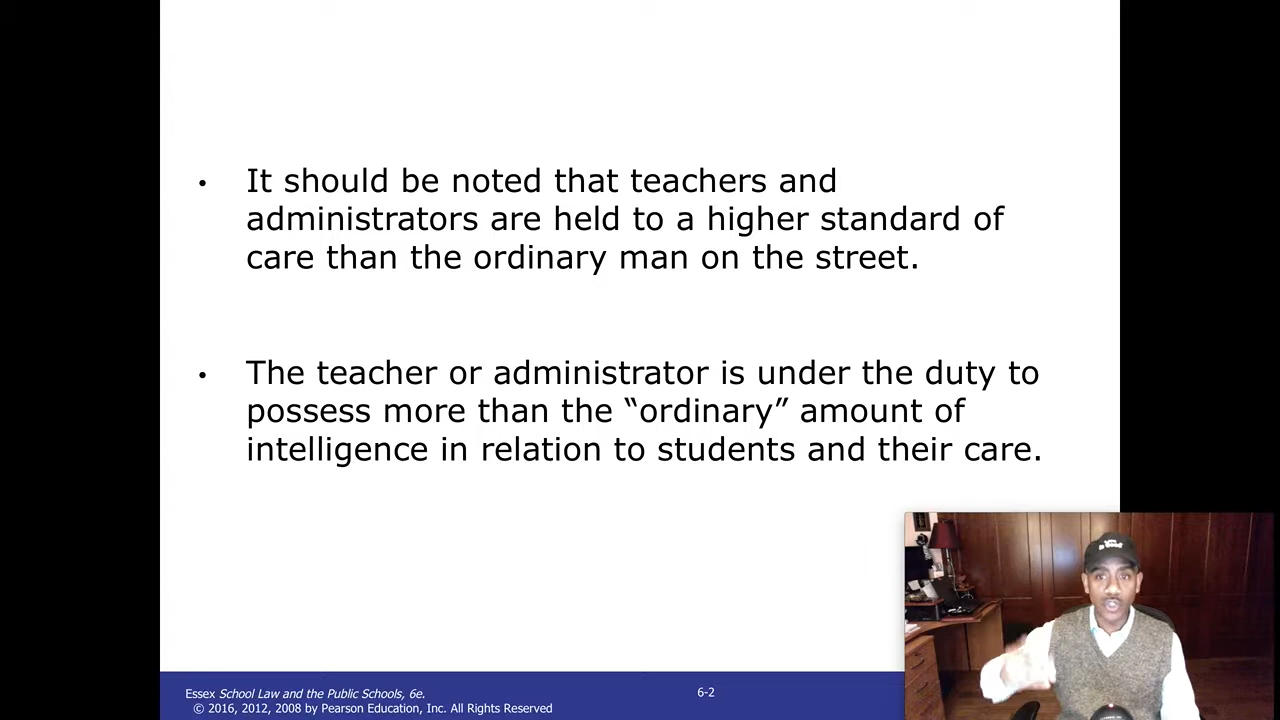 • It should be noted that teachers and
administrators are held to a higher standard of
care than the ordinary man on the street.
• The teacher or administrator is under the duty to
possess more than the “ordinary” amount of
intelligence in relation to students and their care.
Essex School Law and the Public Schools, 6e.
© 2016, 2012, 2008 by Pearson Education, Inc. All Rights Reserved
6-2